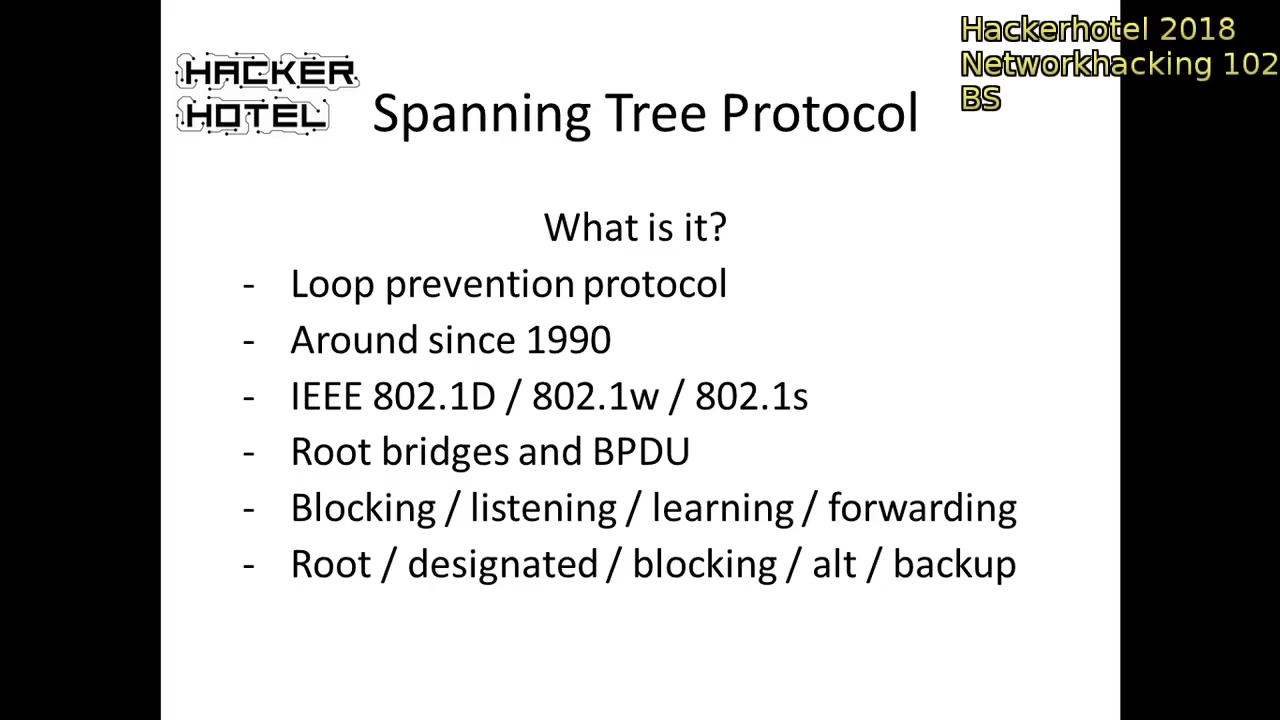 HACKER
HOTEL
Spanning Tree Protocol
Hackerhotel 2018
Networkhacking 102
BS
What is it?
- Loop prevention protocol
- Around since 1990
- IEEE 802.1D / 802.1w / 802.1s
- Root bridges and BPDU
- Blocking / listening / learning / forwarding
- Root / designated / blocking / alt / backup